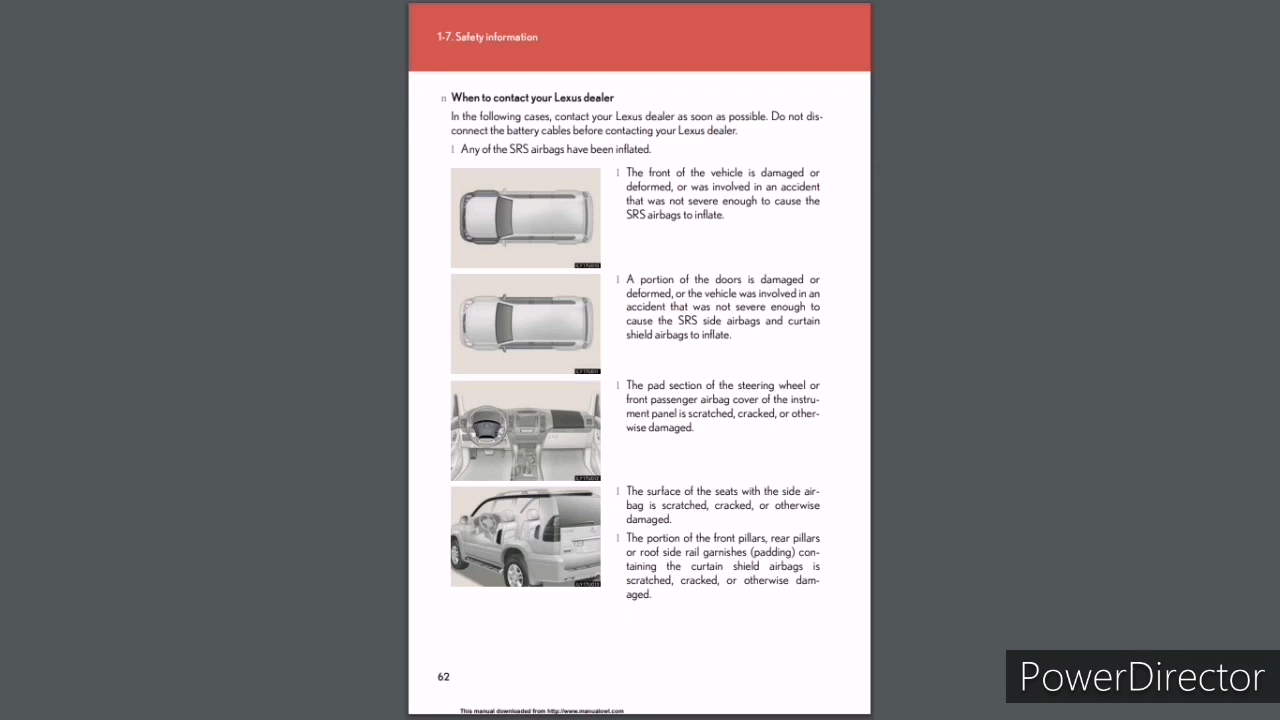 1-7. Safety information
n When to contact your Lexus dealer
In the following cases, contact your Lexus dealer as soon as possible. Do not dis-
connect the battery cables before contacting your Lexus dealer.
l Any of the SRS airbags have been inflated.
l The front of the vehicle is damaged or
deformed, or was involved in an accident
that was not severe enough to cause the
SRS airbags to inflate.
l A portion of the doors is damaged or
deformed, or the vehicle was involved in an
accident that was not severe enough to
cause the SRS side airbags and curtain
shield airbags to inflate.
l The pad section of the steering wheel or
front passenger airbag cover of the instru-
ment panel is scratched, cracked, or other-
wise damaged.
l The surface of the seats with the side air-
bag is scratched, cracked, or otherwise
damaged.
l The portion of the front pillars, rear pillars
or roof side rail garnishes (padding) con-
taining the curtain shield airbags is
scratched, cracked, or otherwise dam-
aged.
62
This manual downloaded from http://www.manualowl.com
PowerDirector